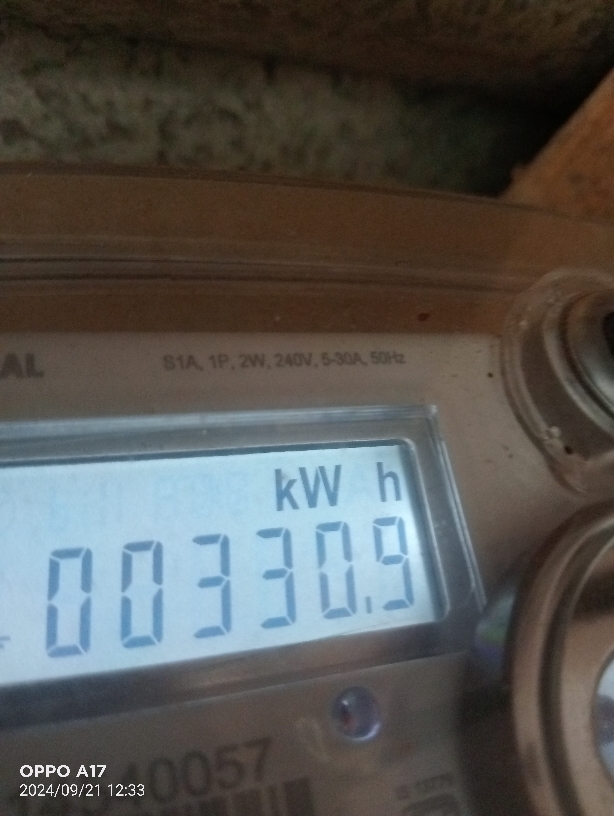 AL
S1A, 1P, 2W, 240V, 5-30A, 50Hz
kW h
00330.9
40057
OPPO A17
2024/09/21 12:33